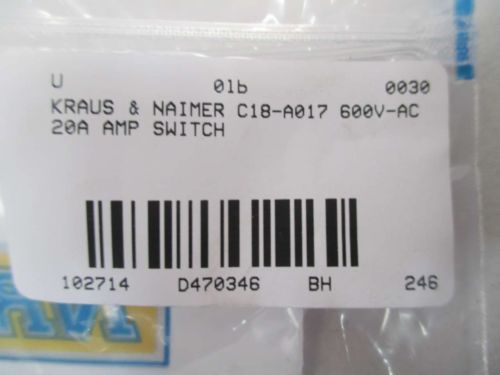 U 01b 0030
KRAUS & NAIMER C18-A017 600V-AC
20A AMP SWITCH
102714 D470346 BH 246